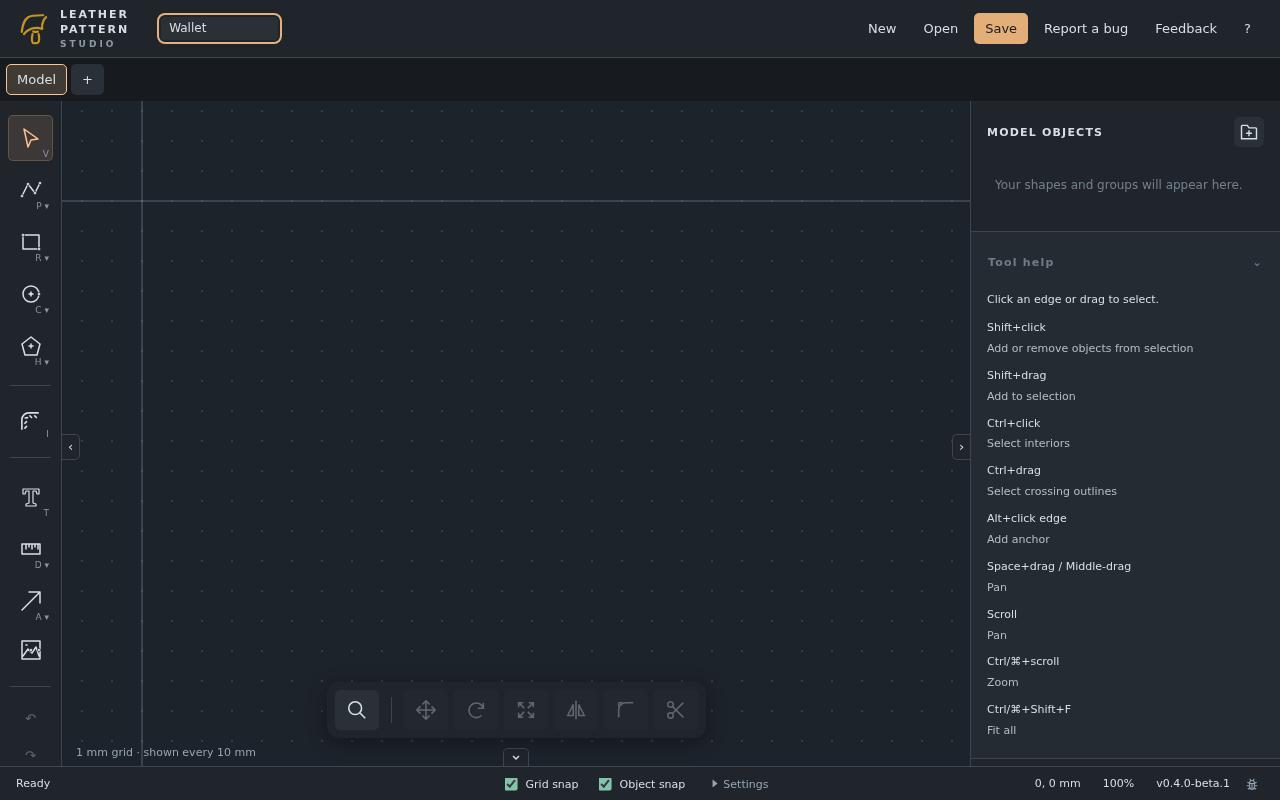 LEATHER
PATTERN
STUDIO
Wallet
New Open Save Report a bug Feedback ?
Model +
V
P
R
C
H
I
T
D
A
MODEL OBJECTS
Your shapes and groups will appear here.
Tool help
Click an edge or drag to select.
Shift+click
Add or remove objects from selection
Shift+drag
Add to selection
Ctrl+click
Select interiors
Ctrl+drag
Select crossing outlines
Alt+click edge
Add anchor
Space+drag / Middle-drag
Pan
Scroll
Pan
Ctrl/⌘+scroll
Zoom
Ctrl/⌘+Shift+F
Fit all
1 mm grid · shown every 10 mm
Ready
Grid snap Object snap Settings
0, 0 mm 100% v0.4.0-beta.1